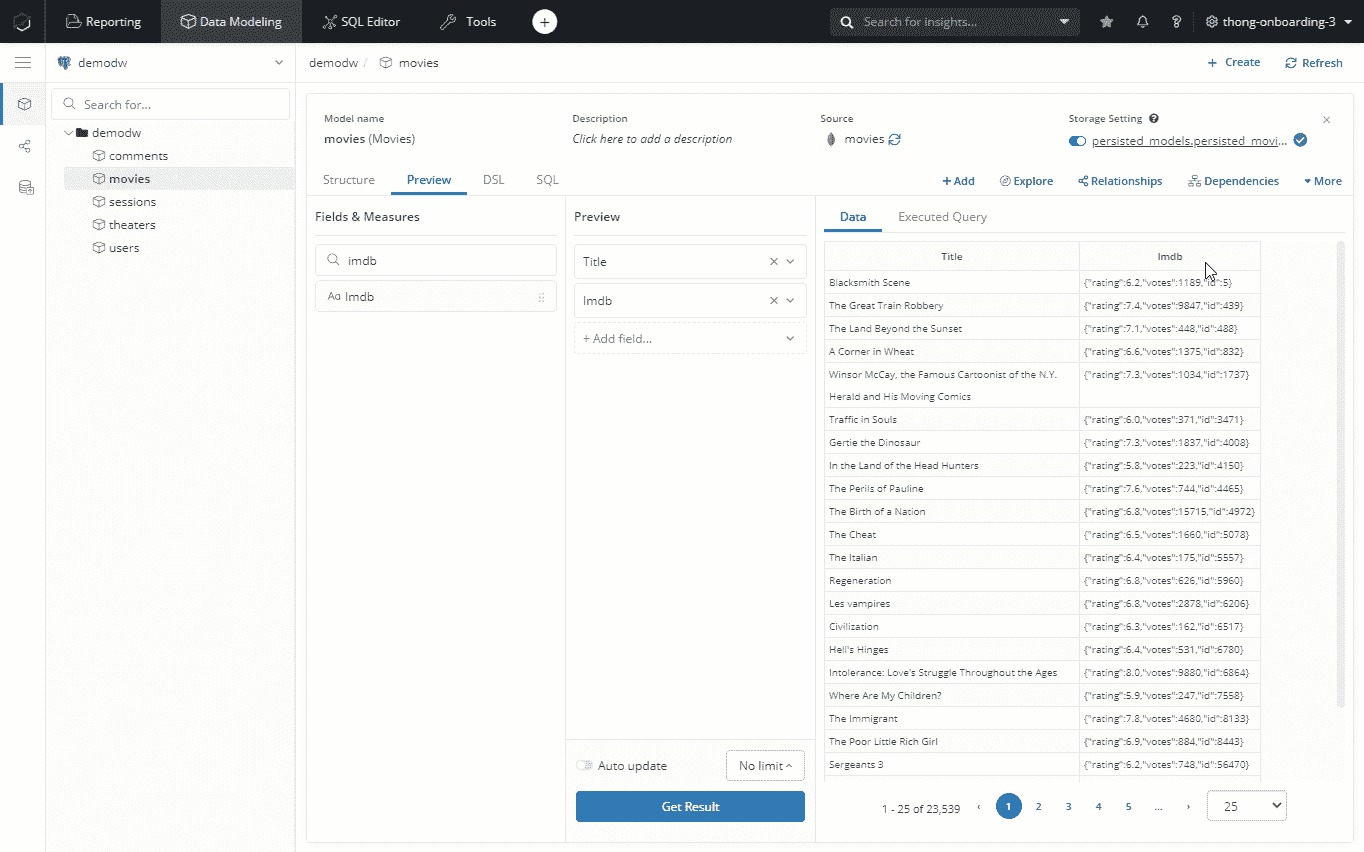 Reporting
Data Modeling
SQL Editor
Tools
+
Search for insights...
?
thong-onboarding-3
demodw
demodw / movies
+ Create
Refresh
Search for...
demodw
comments
movies
sessions
theaters
users
Model name
movies (Movies)
Description
Click here to add a description
Source
movies
Storage Setting ?
persisted_models.persisted_movi...
×
Structure
Preview
DSL
SQL
+ Add
Explore
Relationships
Dependencies
More
Fields & Measures
imdb
Aa Imdb
Preview
Title
Imdb
+ Add field...
Auto update
No limit
Get Result
Data
Executed Query
Title Imdb
Blacksmith Scene {"rating":6.2,"votes":1189,"id":5}
The Great Train Robbery {"rating":7.4,"votes":9847,"id":439}
The Land Beyond the Sunset {"rating":7.1,"votes":448,"id":488}
A Corner in Wheat {"rating":6.6,"votes":1375,"id":832}
Winsor McCay, the Famous Cartoonist of the N.Y. {"rating":7.3,"votes":1034,"id":1737}
Herald and His Moving Comics
Traffic in Souls {"rating":6.0,"votes":371,"id":3471}
Gertie the Dinosaur {"rating":7.3,"votes":1837,"id":4008}
In the Land of the Head Hunters {"rating":5.8,"votes":223,"id":4150}
The Perils of Pauline {"rating":7.6,"votes":744,"id":4465}
The Birth of a Nation {"rating":6.8,"votes":15715,"id":4972}
The Cheat {"rating":6.5,"votes":1660,"id":5078}
The Italian {"rating":6.4,"votes":175,"id":5557}
Regeneration {"rating":6.8,"votes":626,"id":5960}
Les vampires {"rating":6.8,"votes":2878,"id":6206}
Civilization {"rating":6.3,"votes":162,"id":6517}
Hell's Hinges {"rating":6.4,"votes":531,"id":6780}
Intolerance: Love's Struggle Throughout the Ages {"rating":8.0,"votes":9880,"id":6864}
Where Are My Children? {"rating":5.9,"votes":247,"id":7558}
The Immigrant {"rating":7.8,"votes":4680,"id":8133}
The Poor Little Rich Girl {"rating":6.9,"votes":884,"id":8443}
Sergeants 3 {"rating":6.2,"votes":748,"id":56470}
1 - 25 of 23,539 ‹ 1 2 3 4 5 ... › 25